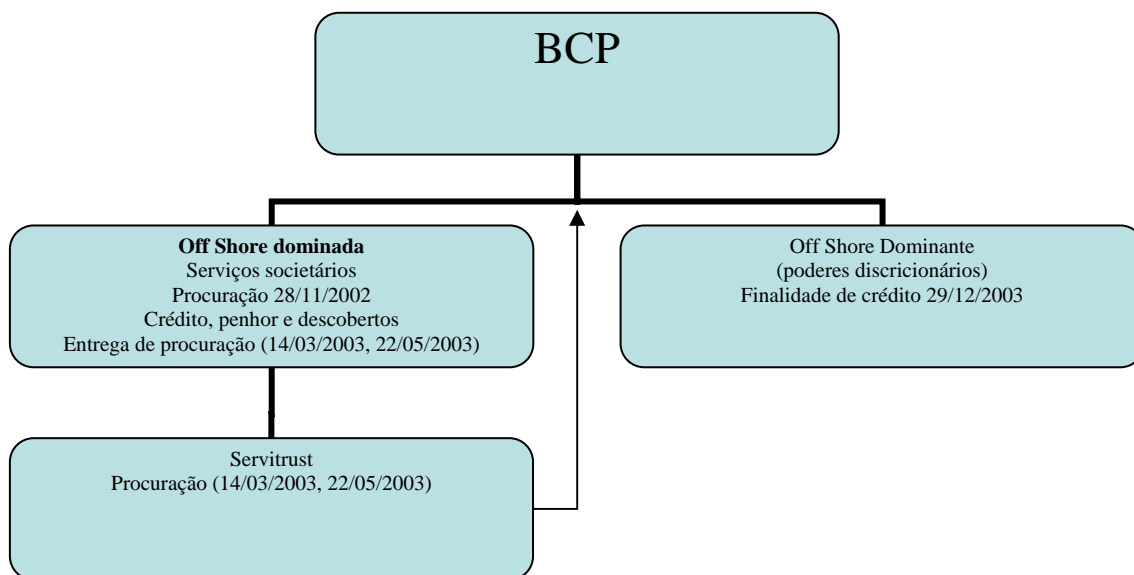 BCP
Off Shore dominada
Serviços societários
Procuração 28/11/2002
Crédito, penhor e descobertos
Entrega de procuração (14/03/2003, 22/05/2003)
Off Shore Dominante
(poderes discricionários)
Finalidade de crédito 29/12/2003
Servitrust
Procuração (14/03/2003, 22/05/2003)